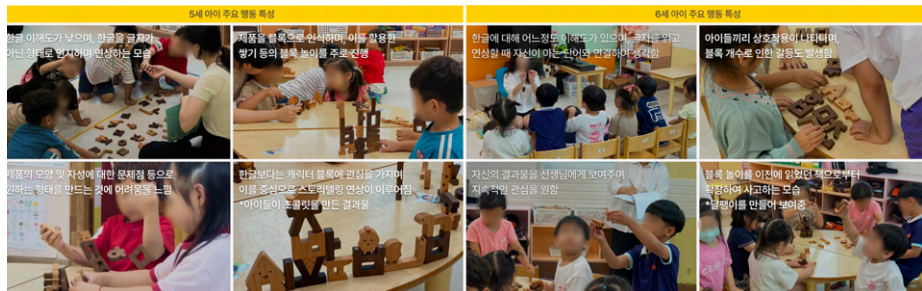 5세 아이 주요 행동 특성
6세 아이 주요 행동 특성
한글 이해도가 낮으며, 한글을 글자가
아닌 형태로 인지하며 연상하는 모습
제품을 블록으로 인식하며, 이를 활용한
쌓기 등의 블록 놀이를 주로 진행
한글에 대해 어느정도 이해도가 있으며, 글자를 읽고
연상할 때 자신이 아는 단어와 연결하여 생각함
아이들끼리 상호작용이 나타나며,
블록 개수로 인한 갈등도 발생함
제품의 모양 및 자성에 대한 문제점 등으로
원하는 형태를 만드는 것에 어려움을 느낌
한글보다는 캐릭터 블록에 관심을 가지며
이를 중심으로 스토리텔링 연상이 이루어짐
*아이들이 초콜릿을 만든 결과물
자신의 결과물을 선생님에게 보여주며
지속적인 관심을 원함
블록 놀이를 이전에 읽었던 책으로부터
확장하여 사고하는 모습
*달팽이를 만들어 보여줌